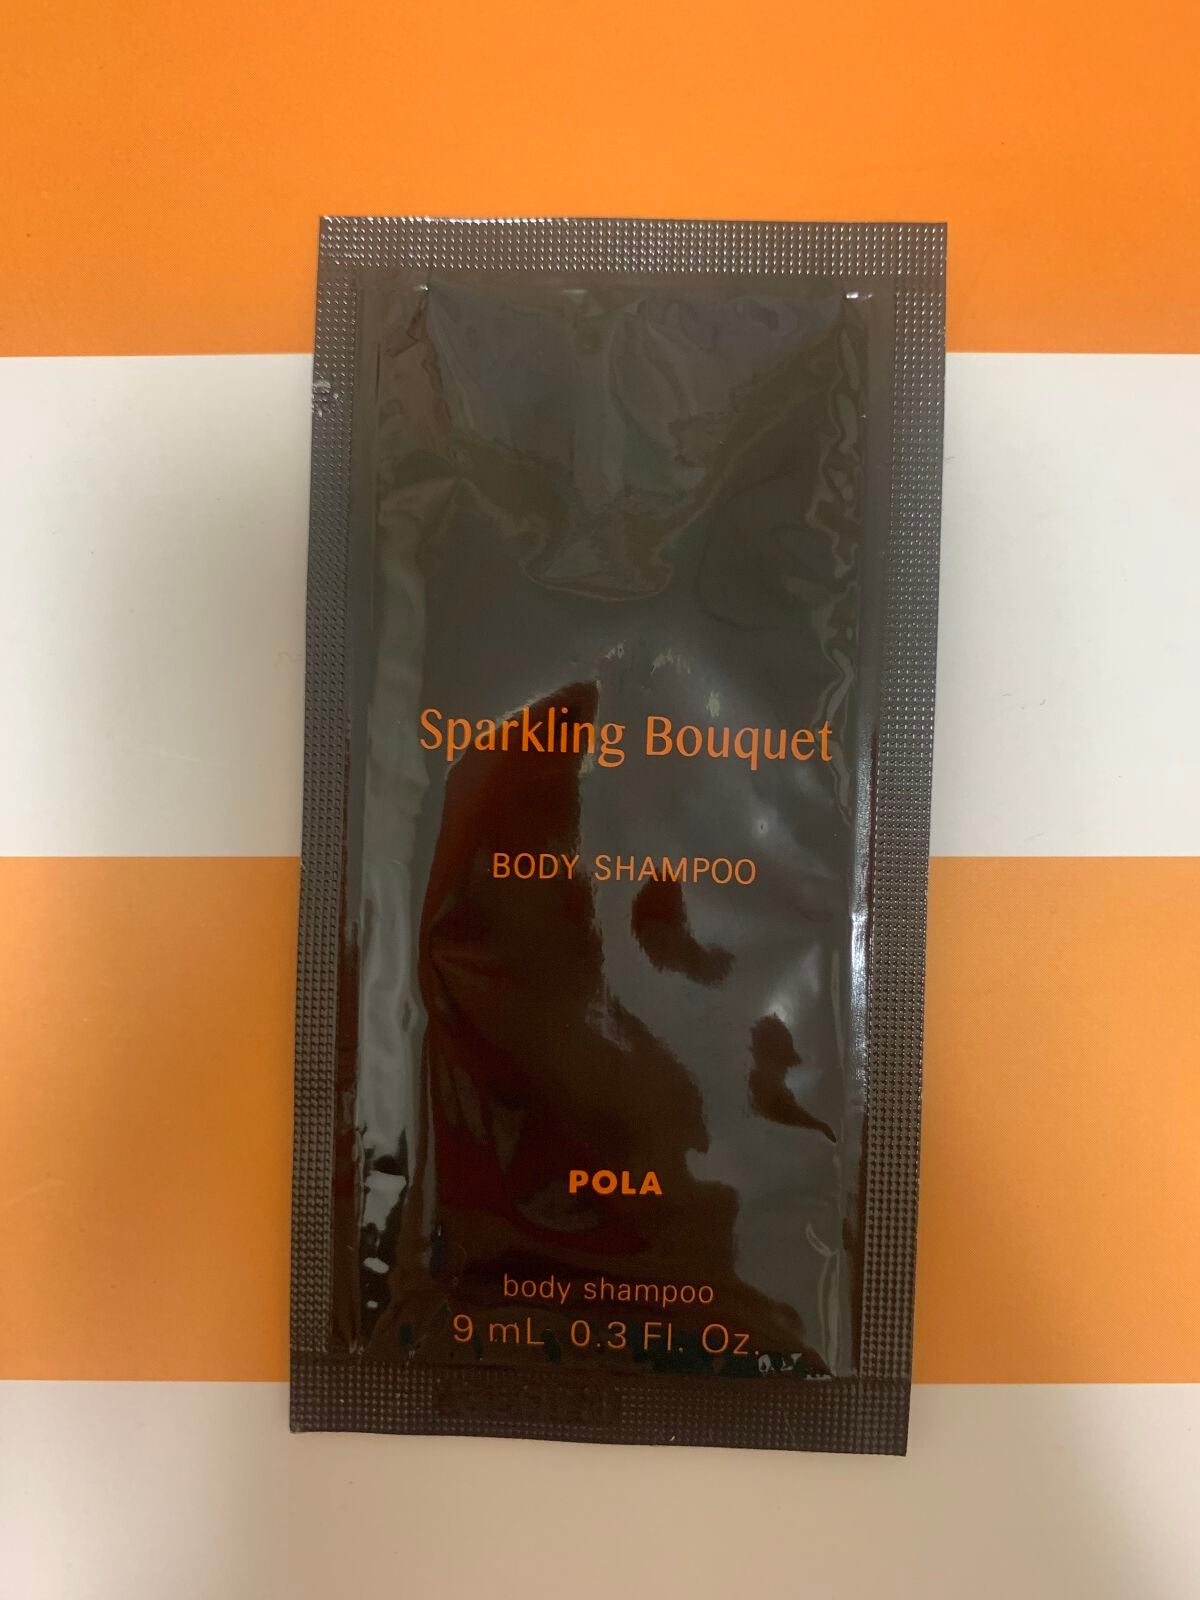 Sparkling Bouquet
BODY SHAMPOO
POLA
body shampoo
9 mL 0.3 Fl. Oz.